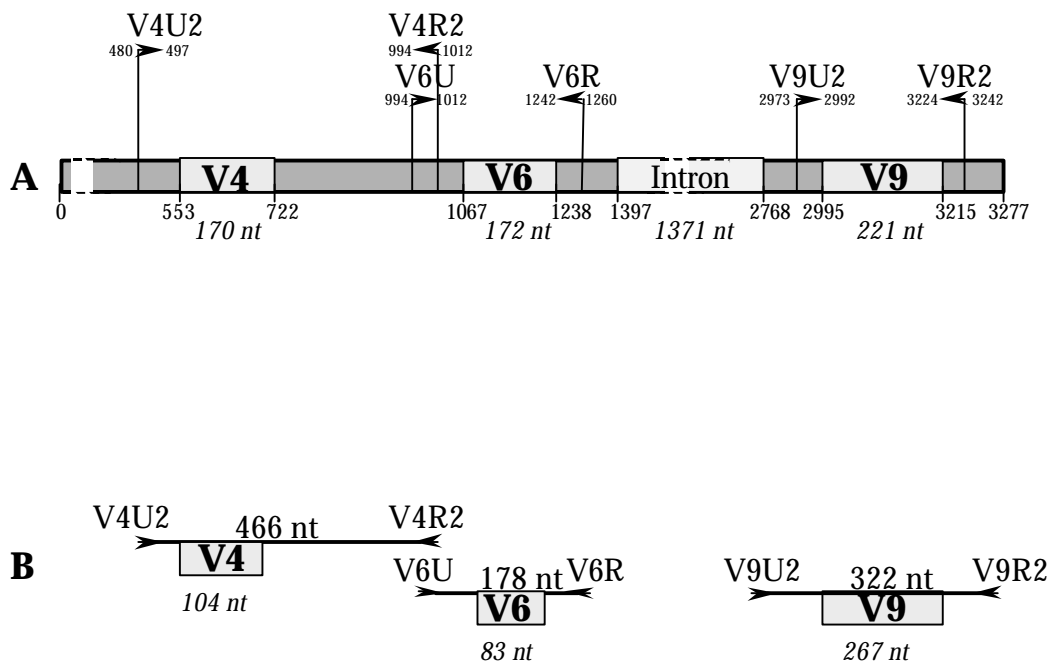 V4U2 V4R2
480 497 994 1012
V6U V6R V9U2 V9R2
994 1012 1242 1260 2973 2992 3224 3242
A V4 V6 Intron V9
0 553 722 1067 1238 1397 2768 2995 3215 3277
170 nt 172 nt 1371 nt 221 nt
V4U2 466 nt V4R2
B V4
V6U 178 nt V6R V9U2 322 nt V9R2
104 nt V6 V9
83 nt 267 nt